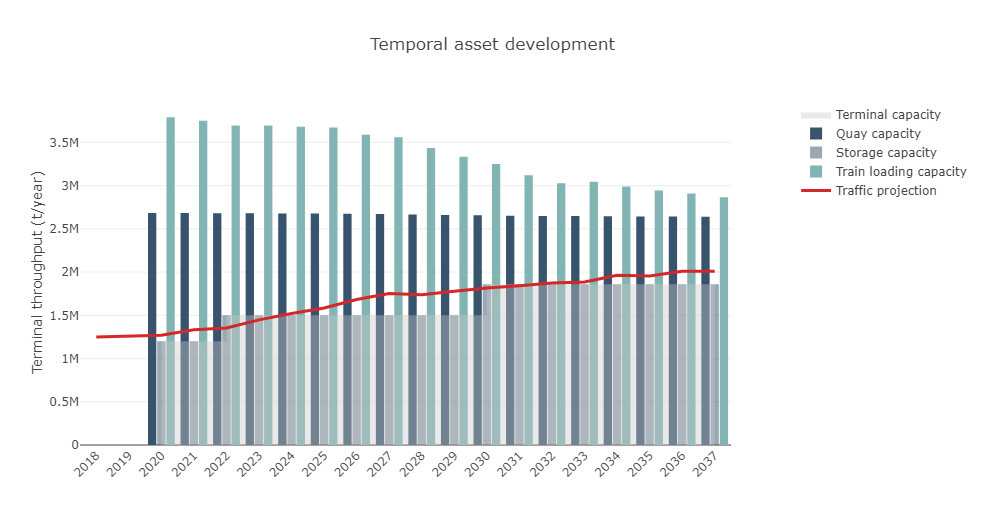 Temporal asset development
Terminal throughput (t/year)
3.5M
3M
2.5M
2M
1.5M
1M
0.5M
0
2018
2019
2020
2021
2022
2023
2024
2025
2026
2027
2028
2029
2030
2031
2032
2033
2034
2035
2036
2037
Terminal capacity
Quay capacity
Storage capacity
Train loading capacity
Traffic projection